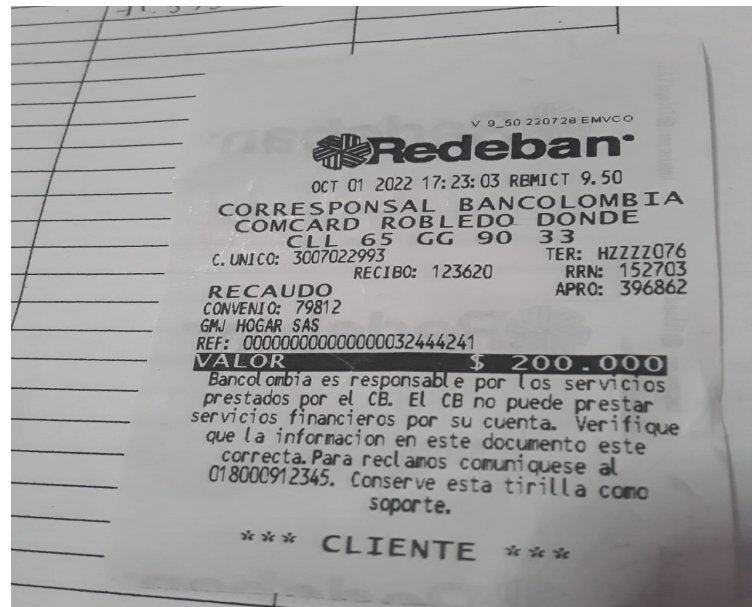 V 9_50 220728 EMVCO
Redeban
OCT 01 2022 17:23:03 RBMICT 9.50
CORRESPONSAL BANCOLOMBIA
COMCARD ROBLEDO DONDE
CLL 65 GG 90 33
C.UNICO: 3007022993 TER: HZZZZ076
RECIBO: 123620 RRN: 152703
RECAUDO APRO: 396862
CONVENIO: 79812
GMJ HOGAR SAS
REF: 000000000000000032444241
VALOR $ 200.000
Bancolombia es responsable por los servicios
prestados por el CB. El CB no puede prestar
servicios financieros por su cuenta. Verifique
que la informacion en este documento este
correcta.Para reclamos comuniquese al
018000912345. Conserve esta tirilla como
soporte.
*** CLIENTE ***